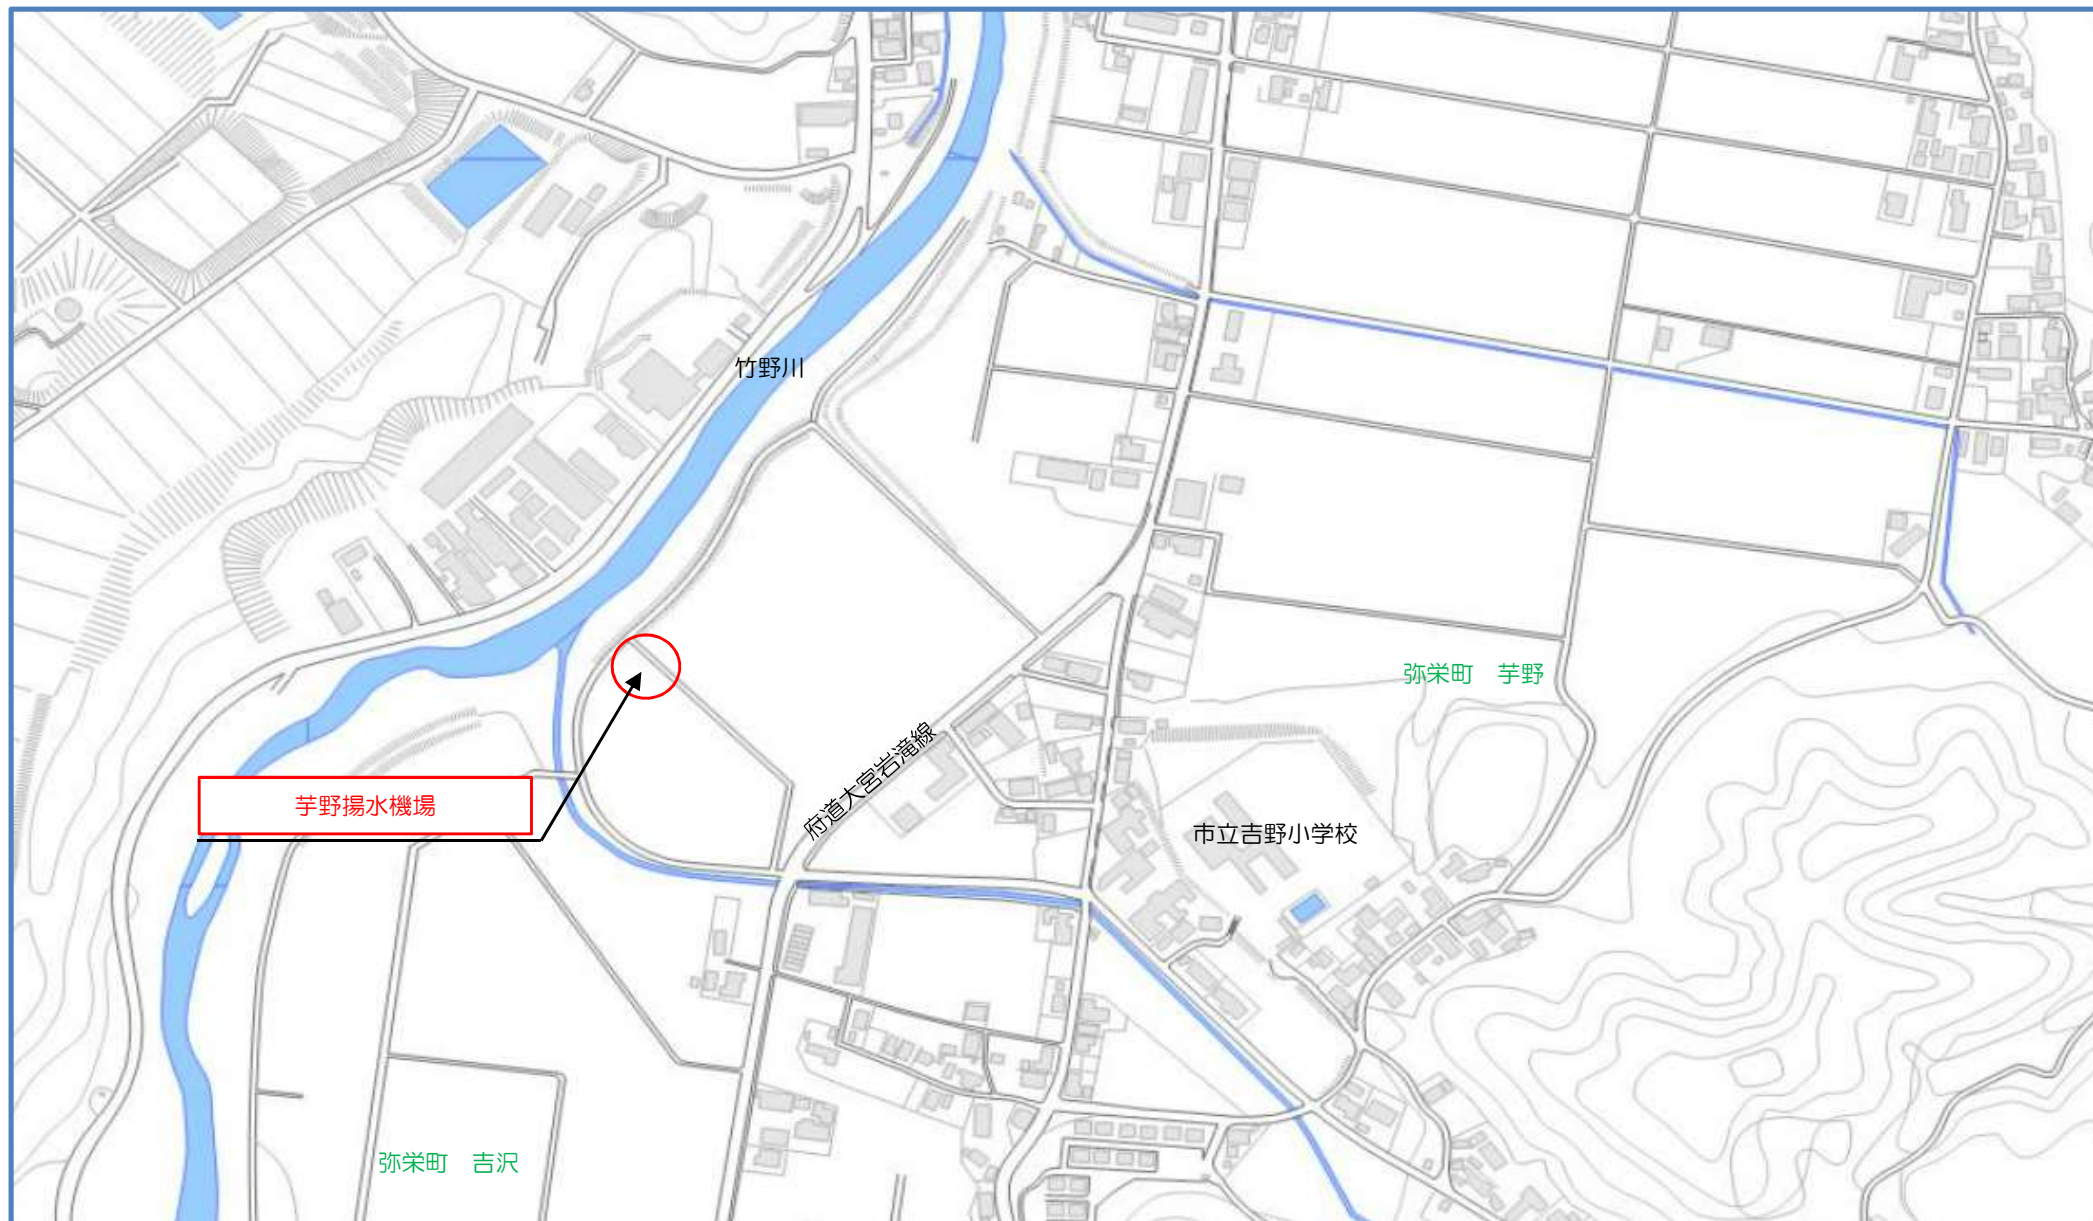 竹野川
弥栄町　芋野
府道大宮岩滝線
芋野揚水機場
市立吉野小学校
弥栄町　吉沢